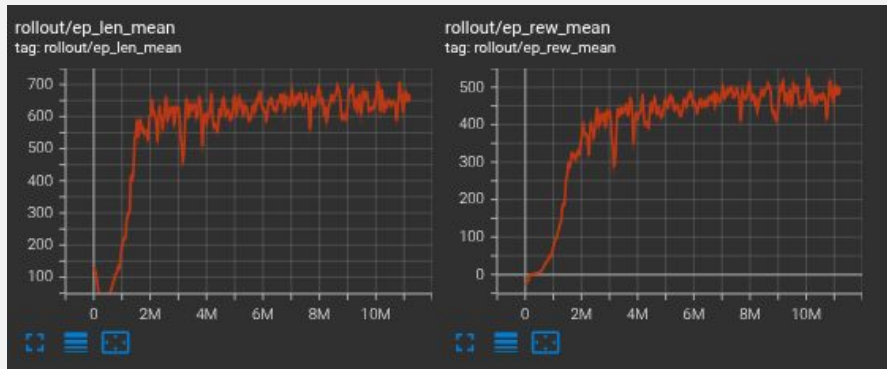 rollout/ep_len_mean
tag: rollout/ep_len_mean
700
600
500
400
300
200
100
0 2M 4M 6M 8M 10M
rollout/ep_rew_mean
tag: rollout/ep_rew_mean
500
400
300
200
100
0
0 2M 4M 6M 8M 10M